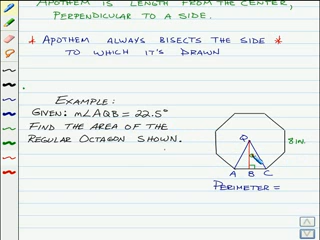 APOTHEM IS LENGTH FROM THE CENTER,
PERPENDICULAR TO A SIDE.
* APOTHEM ALWAYS BISECTS THE SIDE *
TO WHICH IT'S DRAWN
EXAMPLE:
GIVEN: m∠AQB = 22.5°
FIND THE AREA OF THE
REGULAR OCTAGON SHOWN.
Q
8 IN.
A B C
PERIMETER =